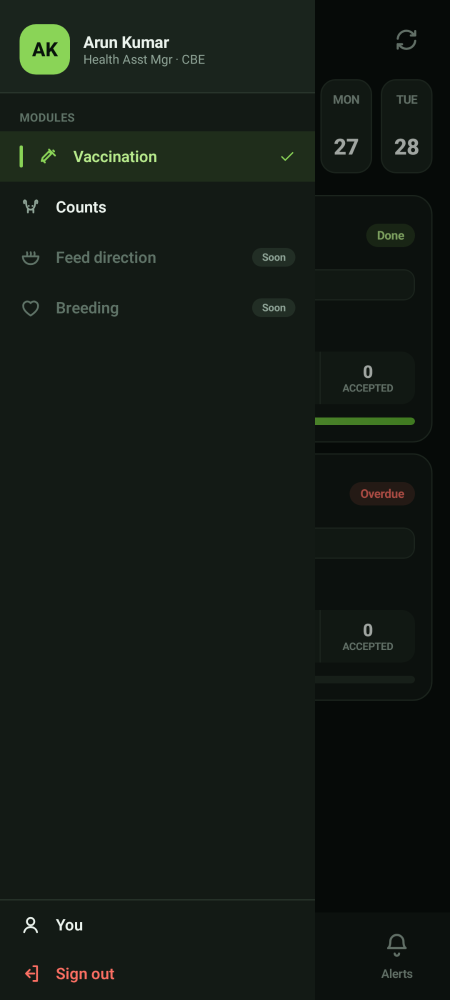 AK
Arun Kumar
Health Asst Mgr · CBE
MODULES
Vaccination
Counts
Feed direction
Soon
Breeding
Soon
You
Sign out
MON
TUE
27
28
Done
0
ACCEPTED
Overdue
0
ACCEPTED
Alerts